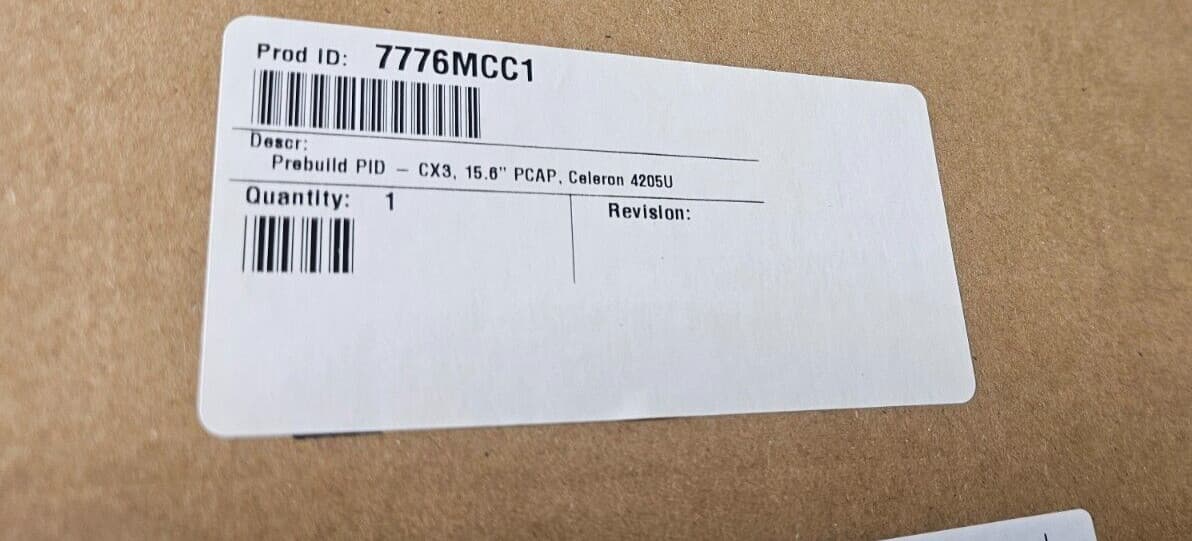 Prod ID: 7776MCC1
Descr:
Prebuild PID - CX3, 15.6" PCAP, Celeron 4205U
Quantity: 1
Revision: